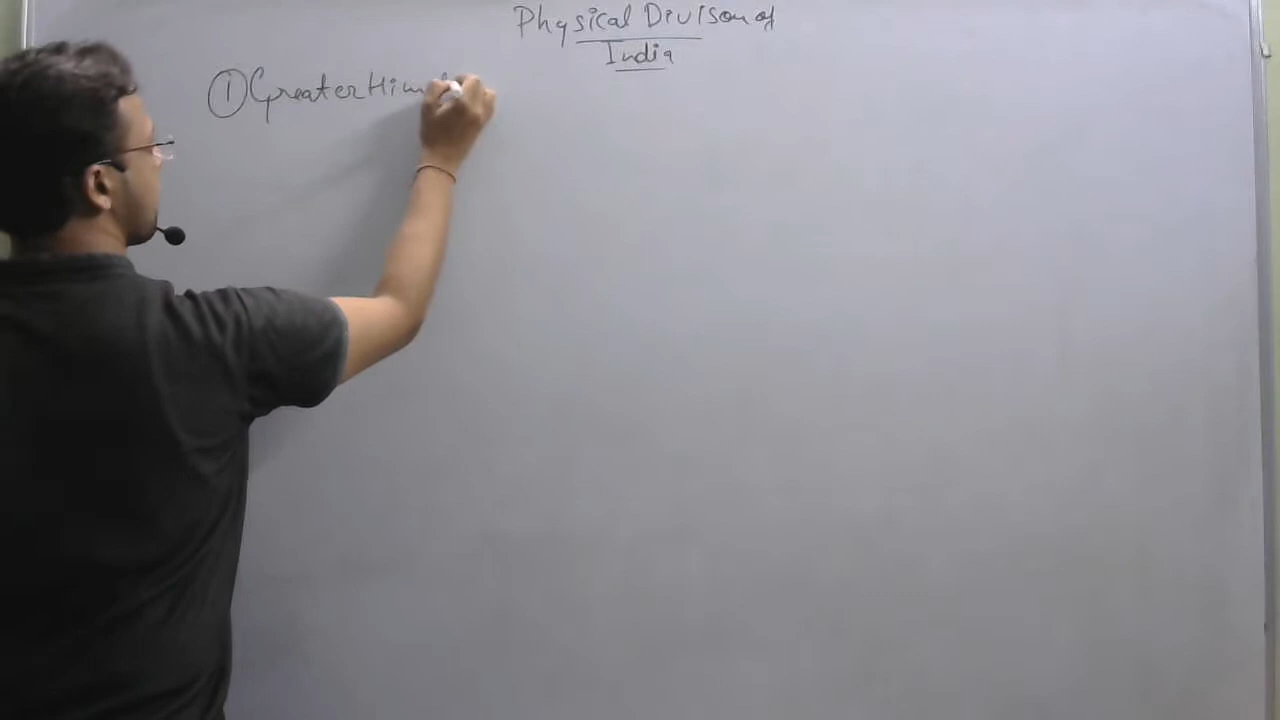 Physical Divison of
India
① Greater Him